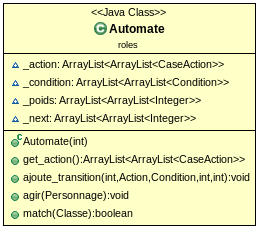 <<Java Class>>
C Automate
roles
_action: ArrayList<ArrayList<CaseAction>>
_condition: ArrayList<ArrayList<Condition>>
_poids: ArrayList<ArrayList<Integer>>
_next: ArrayList<ArrayList<Integer>>
C Automate(int)
get_action():ArrayList<ArrayList<CaseAction>>
ajoute_transition(int,Action,Condition,int,int):void
agir(Personnage):void
match(Classe):boolean